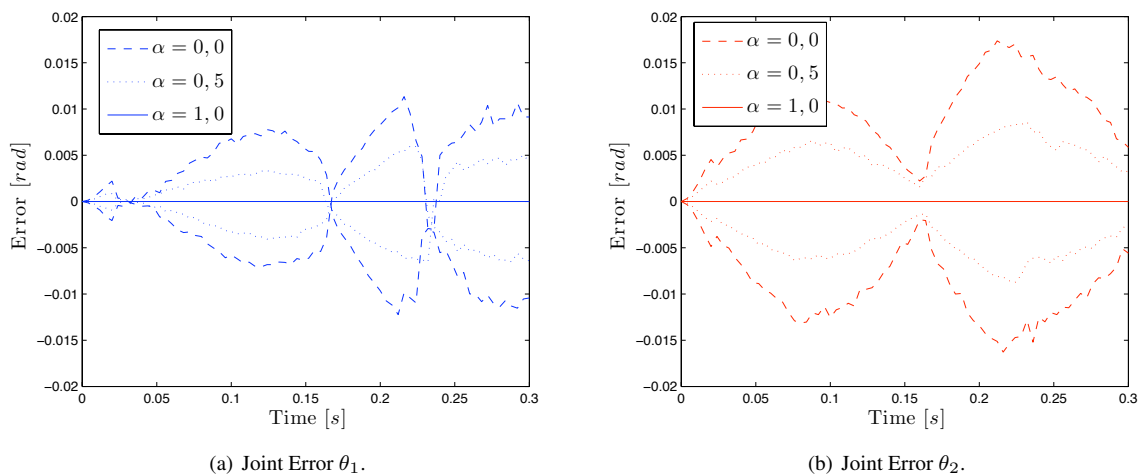 0.02
0.015
0.01
0.005
0
−0.005
−0.01
−0.015
−0.02
Error [rad]
α = 0, 0
α = 0, 5
α = 1, 0
0 0.05 0.1 0.15 0.2 0.25 0.3
Time [s]
(a) Joint Error θ1.
0.02
0.015
0.01
0.005
0
−0.005
−0.01
−0.015
−0.02
Error [rad]
α = 0, 0
α = 0, 5
α = 1, 0
0 0.05 0.1 0.15 0.2 0.25 0.3
Time [s]
(b) Joint Error θ2.